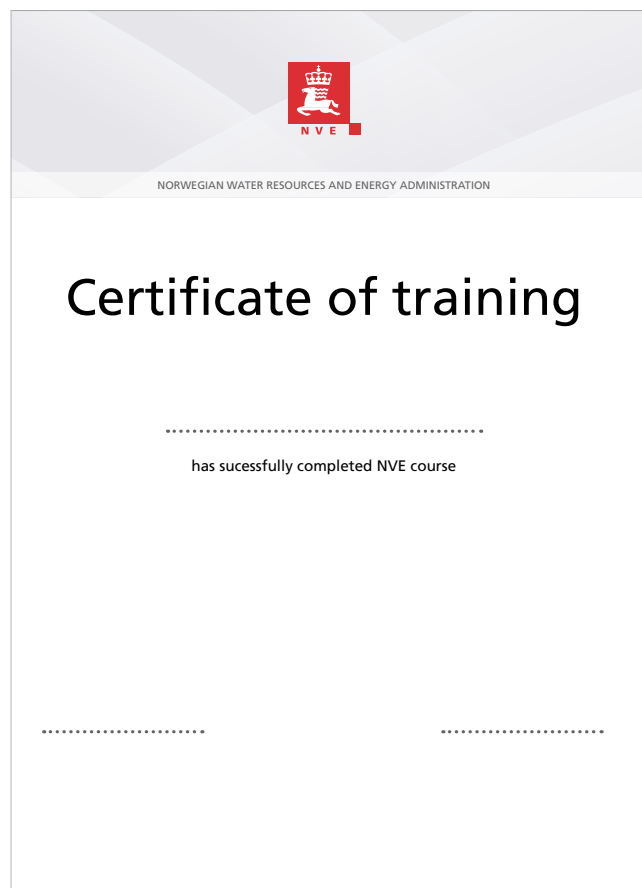 NVE
NORWEGIAN WATER RESOURCES AND ENERGY ADMINISTRATION
Certificate of training
has sucessfully completed NVE course